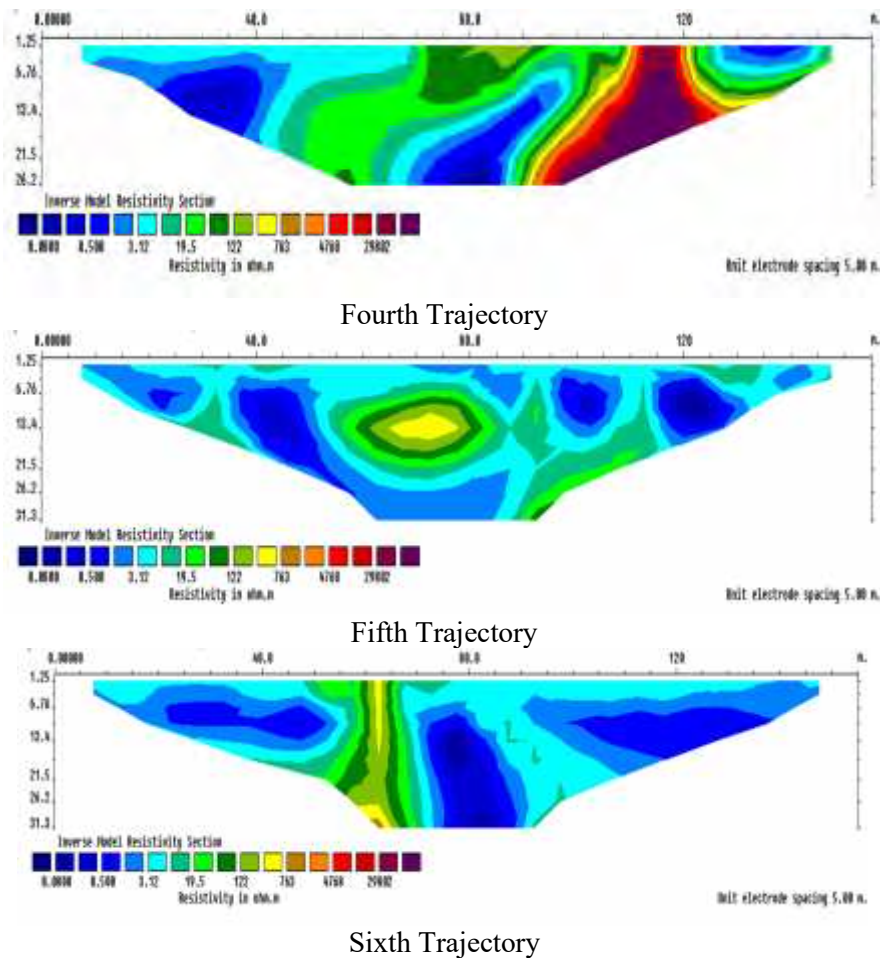 0.00000 40.0 80.0 120 m.
1.25
6.76
13.4
21.5
26.2
Inverse Model Resistivity Section
0.0800 0.500 3.12 19.5 122 763 4760 29802
Resistivity in ohm.m
Unit electrode spacing 5.00 m.
Fourth Trajectory
0.00000 40.0 80.0 120 m.
1.25
6.76
13.4
21.5
26.2
31.3
Inverse Model Resistivity Section
0.0800 0.500 3.12 19.5 122 763 4760 29802
Resistivity in ohm.m
Unit electrode spacing 5.00 m.
Fifth Trajectory
0.00000 40.0 80.0 120 m.
1.25
6.76
13.4
21.5
26.2
31.3
Inverse Model Resistivity Section
0.0800 0.500 3.12 19.5 122 763 4760 29802
Resistivity in ohm.m
Unit electrode spacing 5.00 m.
Sixth Trajectory